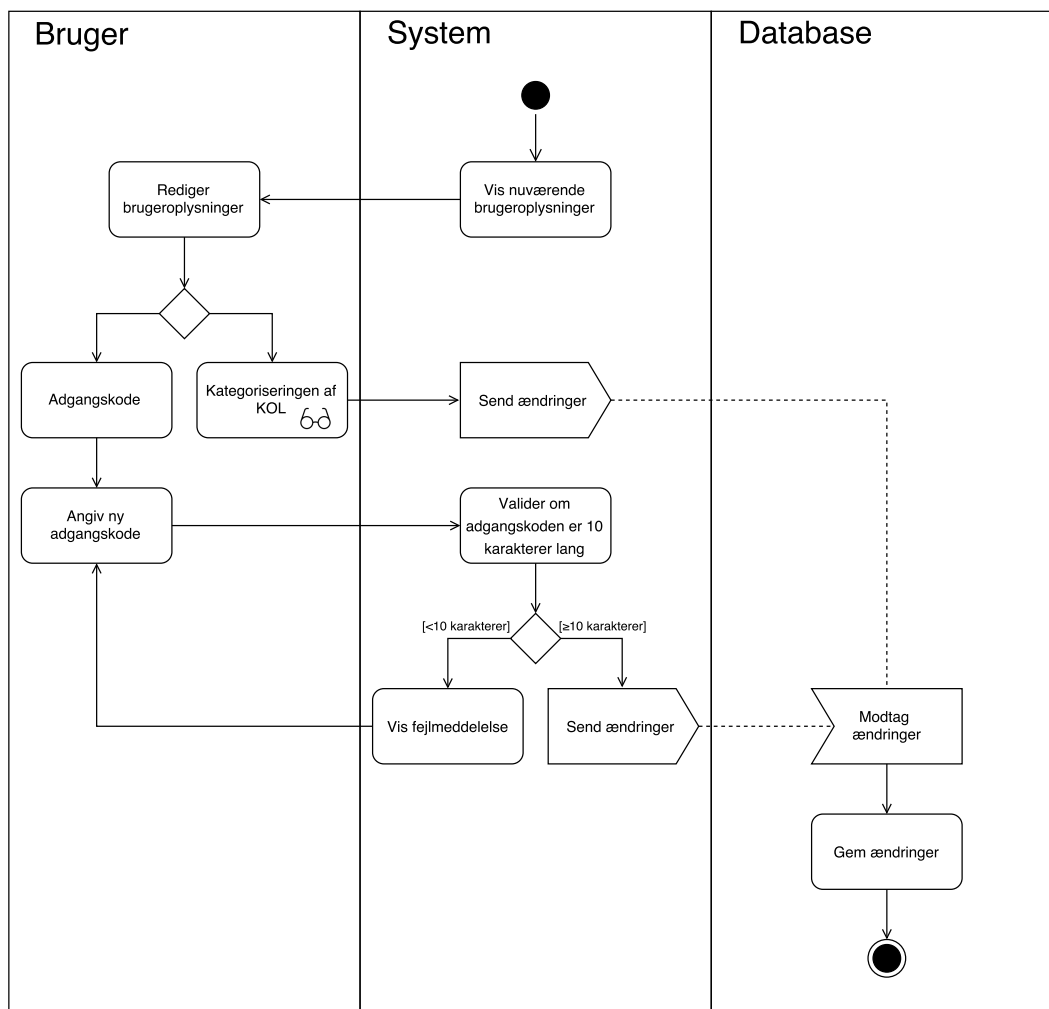 Bruger
System
Database
Rediger
brugeroplysninger
Vis nuværende
brugeroplysninger
Adgangskode
Kategoriseringen af
KOL
Send ændringer
Angiv ny
adgangskode
Valider om
adgangskoden er 10
karakterer lang
[<10 karakterer]
[≥10 karakterer]
Vis fejlmeddelelse
Send ændringer
Modtag
ændringer
Gem ændringer